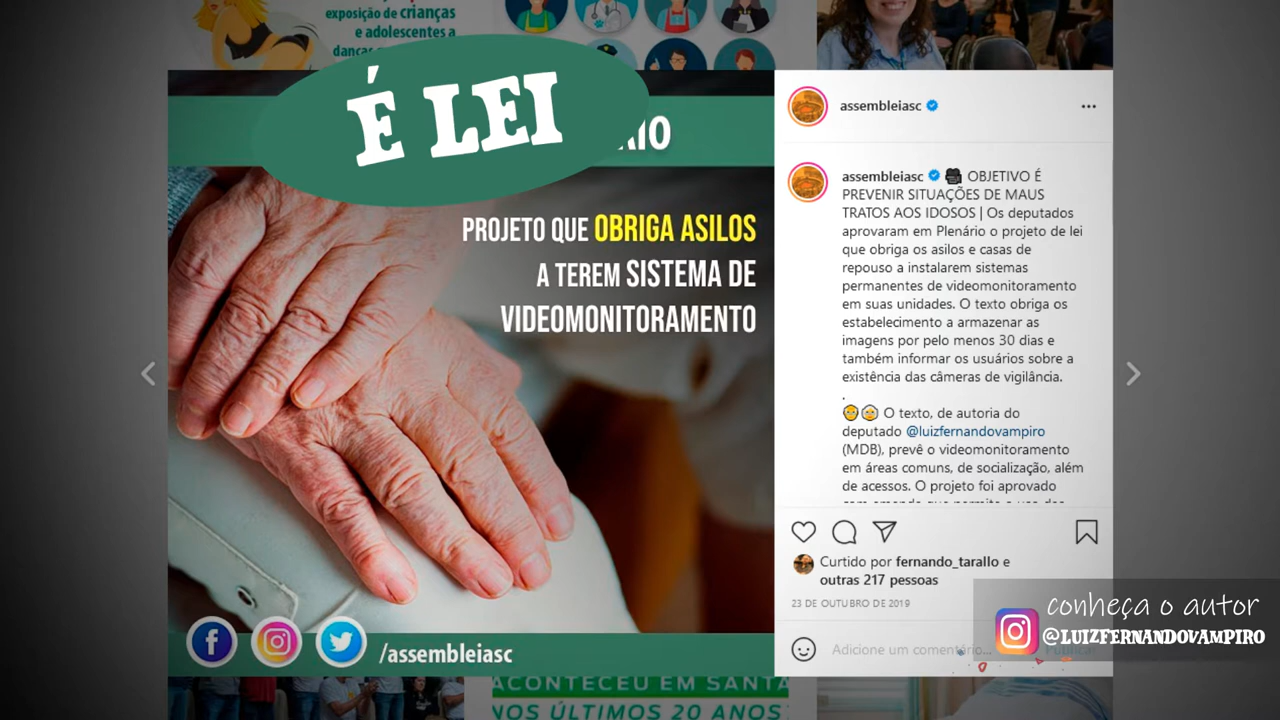 exposição de crianças
e adolescentes a
É LEI
PROJETO QUE OBRIGA ASILOS
A TEREM SISTEMA DE
VIDEOMONITORAMENTO
/assembleiasc
assembleiasc
assembleiasc OBJETIVO É
PREVENIR SITUAÇÕES DE MAUS
TRATOS AOS IDOSOS | Os deputados
aprovaram em Plenário o projeto de lei
que obriga os asilos e casas de
repouso a instalarem sistemas
permanentes de videomonitoramento
em suas unidades. O texto obriga os
estabelecimento a armazenar as
imagens por pelo menos 30 dias e
também informar os usuários sobre a
existência das câmeras de vigilância.
.
O texto, de autoria do
deputado @luizfernandovampiro
(MDB), prevê o videomonitoramento
em áreas comuns, de socialização, além
de acessos. O projeto foi aprovado
Curtido por fernando_tarallo e
outras 217 pessoas
23 DE OUTUBRO DE 2019
Adicione um comentário...
conheça o autor
@LUIZFERNANDOVAMPIRO
ACONTECEU EM SANTA
NOS ÚLTIMOS 20 ANOS